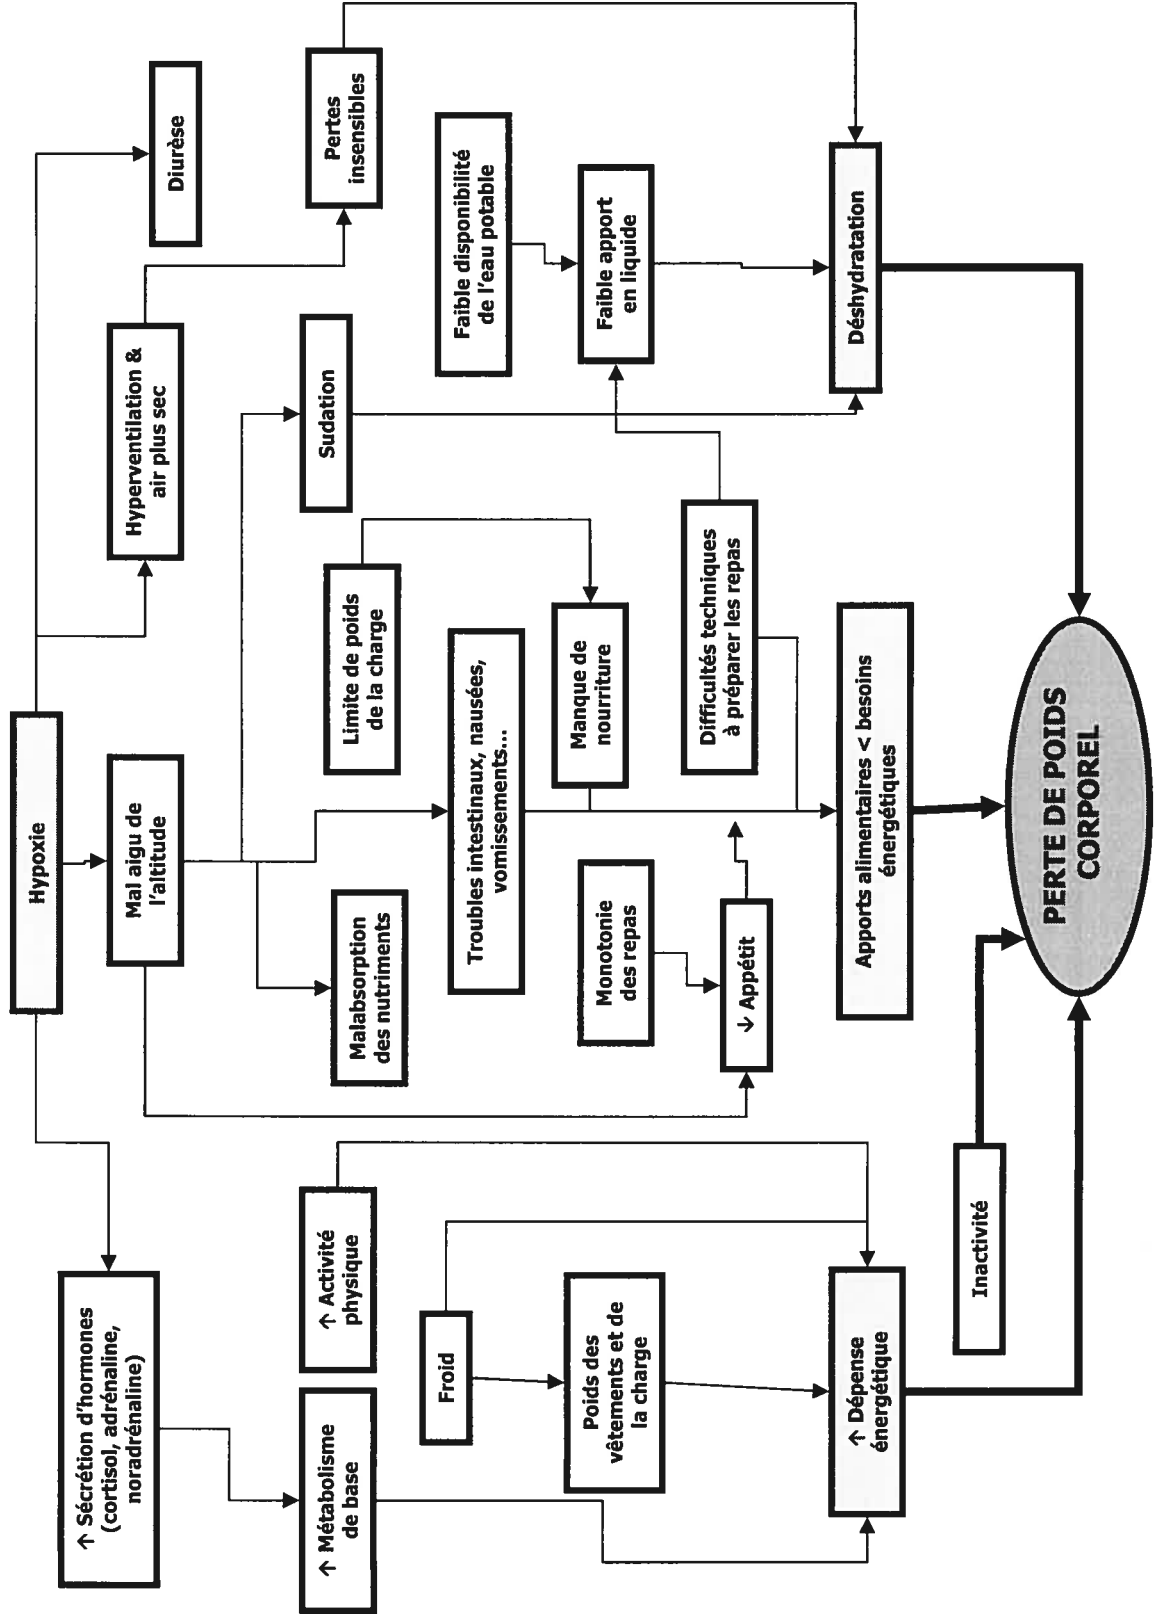 Hypoxie
↑ Sécrétion d'hormones
(cortisol, adrénaline,
noradrénaline)
Mal aigu de
l'altitude
Hyperventilation &
air plus sec
Diurèse
↑ Métabolisme
de base
↑ Activité
physique
Malabsorption
des nutriments
Limite de poids
de la charge
Sudation
Pertes
insensibles
Froid
Troubles intestinaux, nausées,
vomissements...
Faible disponibilité
de l'eau potable
Poids des
vêtements et de
la charge
Monotonie
des repas
Manque de
nourriture
Faible apport
en liquide
↓ Appétit
Difficultés techniques
à préparer les repas
↑ Dépense
énergétique
Apports alimentaires < besoins
énergétiques
Déshydratation
Inactivité
PERTE DE POIDS
CORPOREL